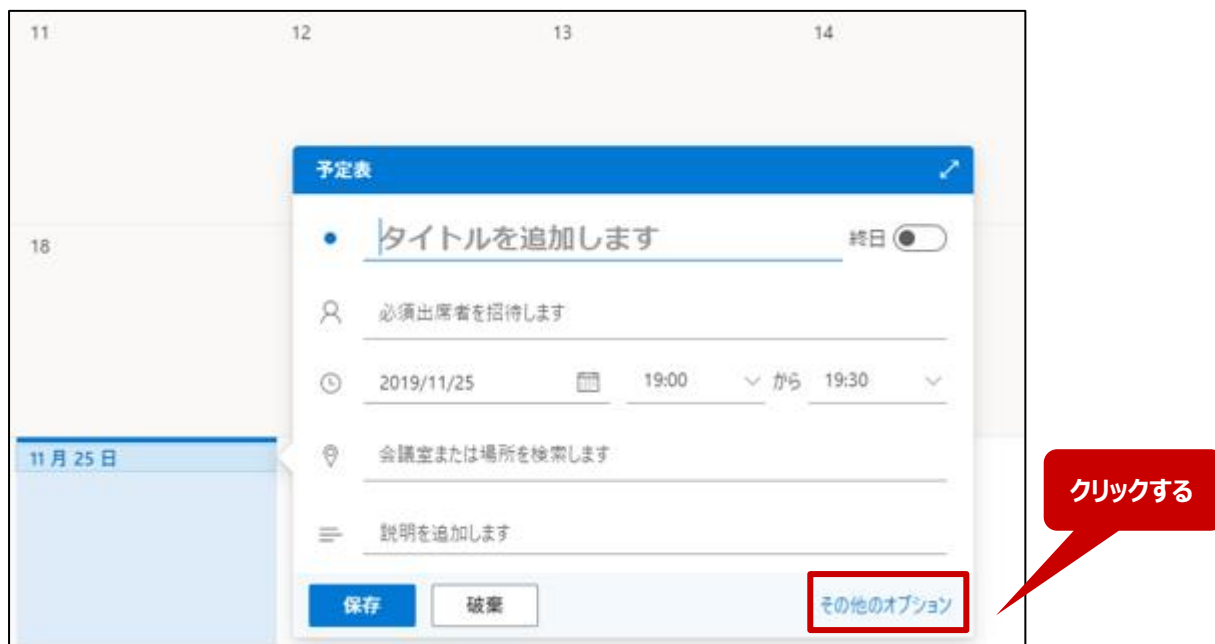 11 12 13 14
予定表
タイトルを追加します 終日
18
必須出席者を招待します
2019/11/25 19:00 から 19:30
11 月 25 日
会議室または場所を検索します
クリックする
説明を追加します
保存 破棄 その他のオプション